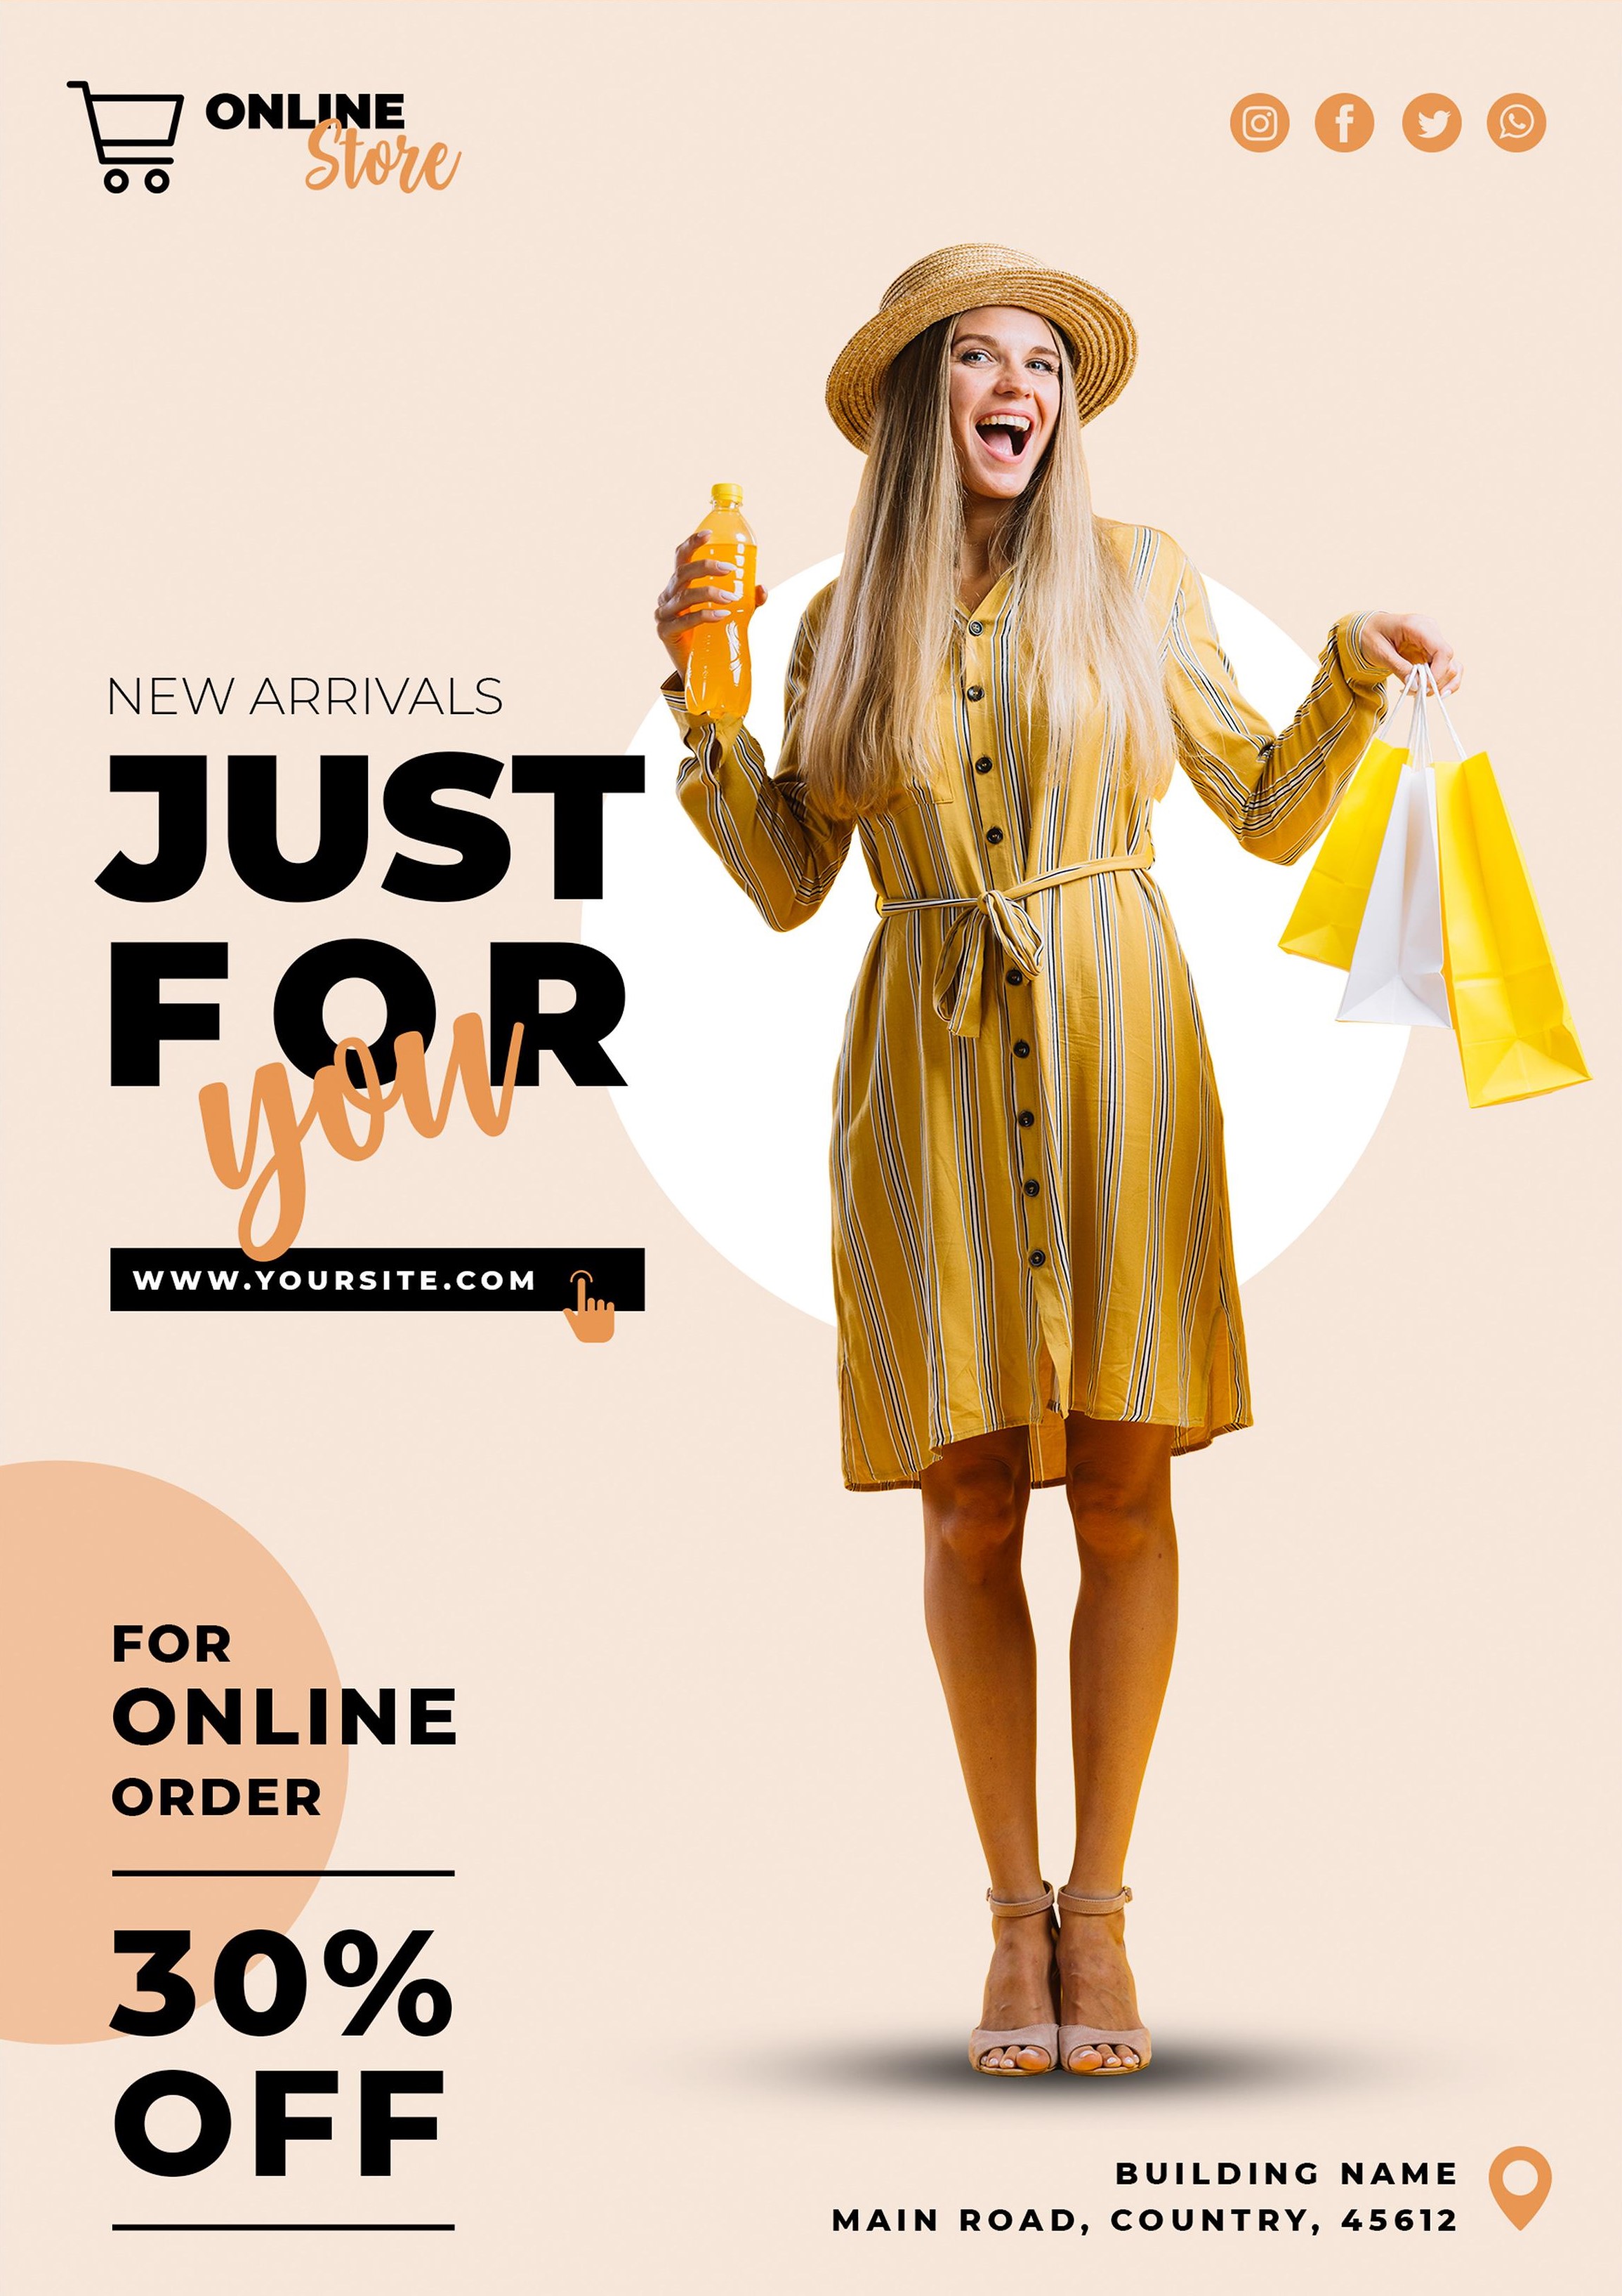 ONLINE
Store
NEW ARRIVALS
JUST
FOR
you
WWW.YOURSITE.COM
FOR
ONLINE
ORDER
30%
OFF
BUILDING NAME
MAIN ROAD, COUNTRY, 45612